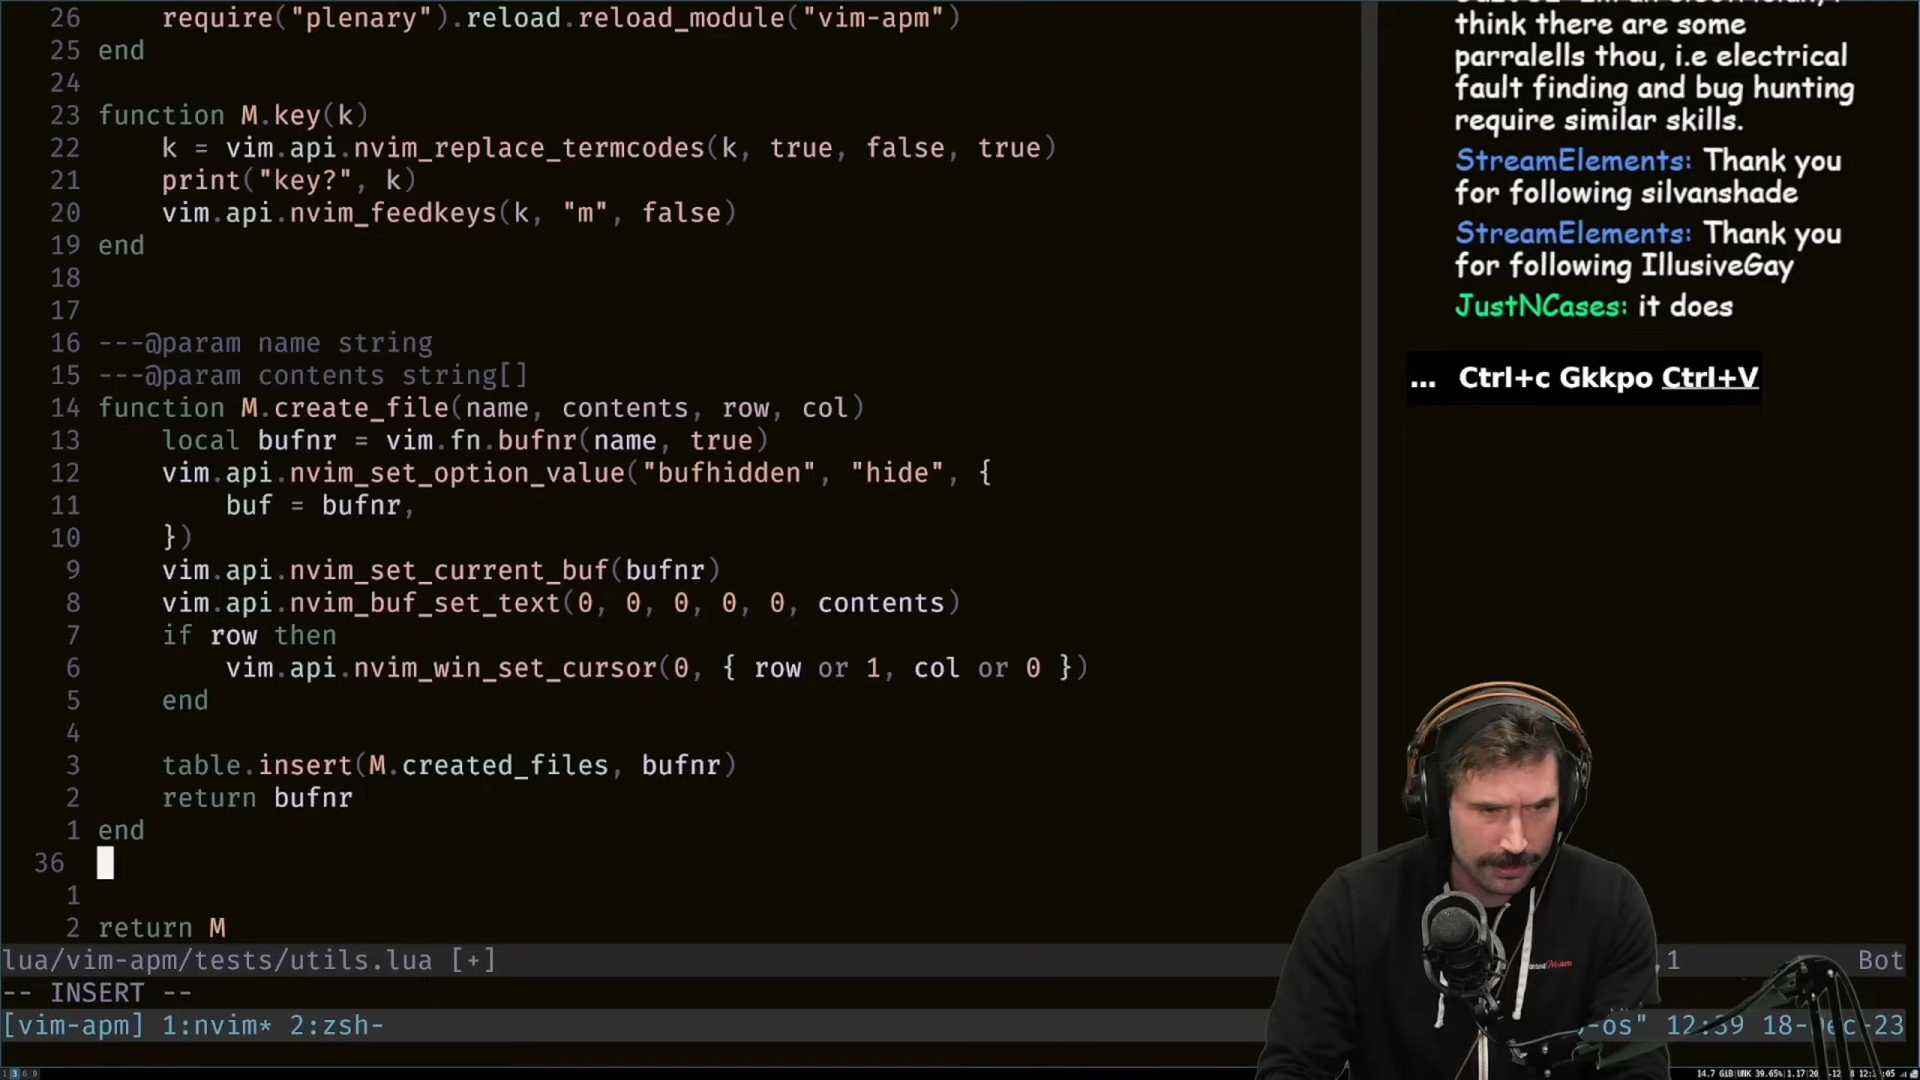 26 require("plenary").reload.reload_module("vim-apm")
25 end
24
23 function M.key(k)
22 k = vim.api.nvim_replace_termcodes(k, true, false, true)
21 print("key?", k)
20 vim.api.nvim_feedkeys(k, "m", false)
19 end
18
17
16 ---@param name string
15 ---@param contents string[]
14 function M.create_file(name, contents, row, col)
13 local bufnr = vim.fn.bufnr(name, true)
12 vim.api.nvim_set_option_value("bufhidden", "hide", {
11 buf = bufnr,
10 })
9 vim.api.nvim_set_current_buf(bufnr)
8 vim.api.nvim_buf_set_text(0, 0, 0, 0, 0, contents)
7 if row then
6 vim.api.nvim_win_set_cursor(0, { row or 1, col or 0 })
5 end
4
3 table.insert(M.created_files, bufnr)
2 return bufnr
1 end
36
1
2 return M
lua/vim-apm/tests/utils.lua [+]
1 Bot
-- INSERT --
[vim-apm] 1:nvim* 2:zsh-
-os" 12:39 18-Dec-23
think there are some
parralells thou, i.e electrical
fault finding and bug hunting
require similar skills.
StreamElements: Thank you
for following silvanshade
StreamElements: Thank you
for following IllusiveGay
JustNCases: it does
... Ctrl+c Gkkpo Ctrl+V